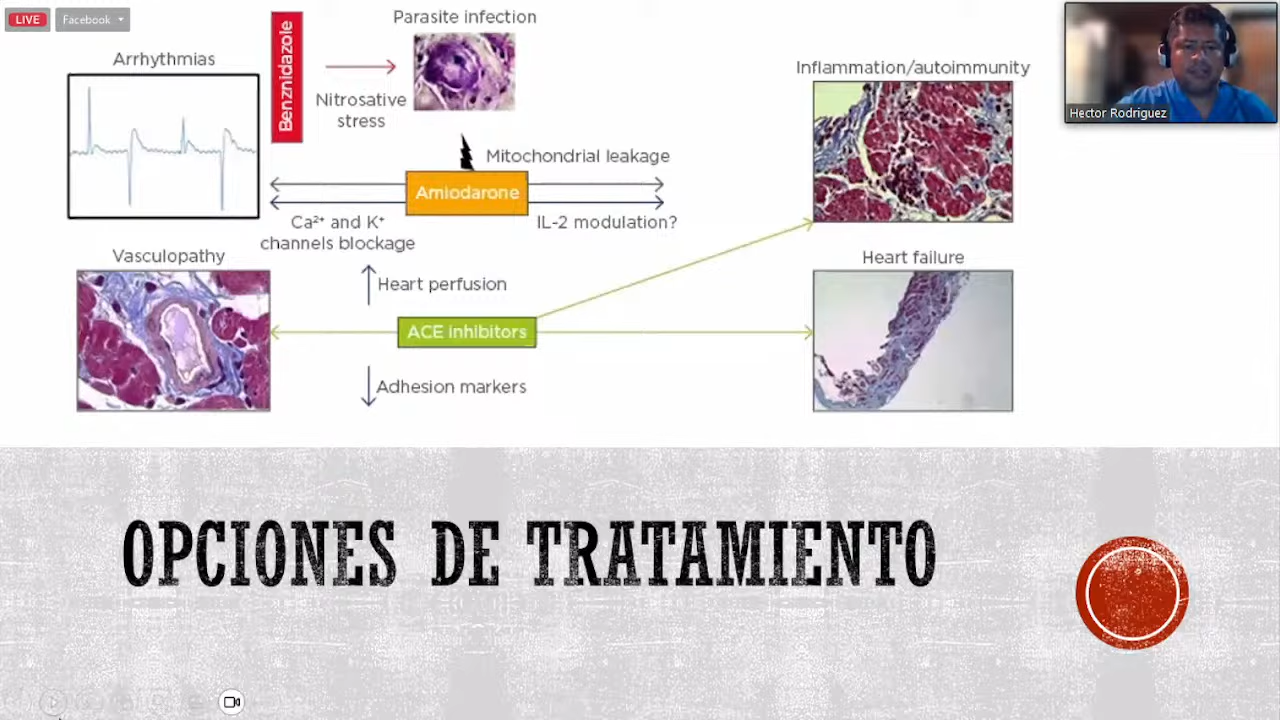 LIVE
Facebook
Parasite infection
Arrhythmias
Benznidazole
Nitrosative
stress
Inflammation/autoimmunity
Hector Rodriguez
Mitochondrial leakage
Amiodarone
Ca²⁺ and K⁺
channels blockage
IL-2 modulation?
Vasculopathy
Heart perfusion
Heart failure
ACE inhibitors
Adhesion markers
OPCIONES DE TRATAMIENTO